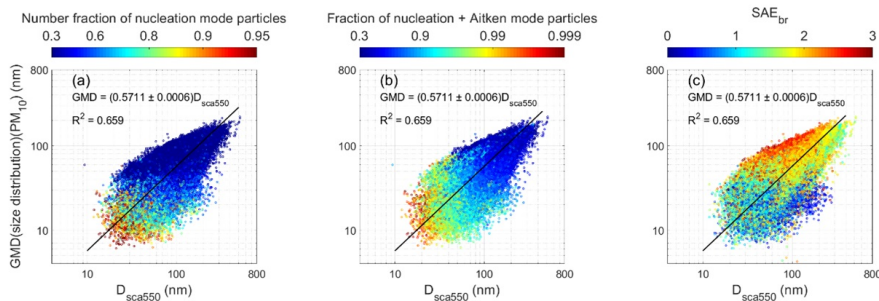 Number fraction of nucleation mode particles
0.3 0.6 0.8 0.9 0.95
Fraction of nucleation + Aitken mode particles
0.3 0.9 0.99 0.999
SAE_br
0 1 2 3
GMD(size distribution)(PM_10) (nm)
800
100
10
(a)
GMD = (0.5711 ± 0.0006)D_sca550
R^2 = 0.659
10 100 800
D_sca550 (nm)
800
100
10
(b)
GMD = (0.5711 ± 0.0006)D_sca550
R^2 = 0.659
10 100 800
D_sca550 (nm)
800
100
10
(c)
GMD = (0.5711 ± 0.0006)D_sca550
R^2 = 0.659
10 100 800
D_sca550 (nm)